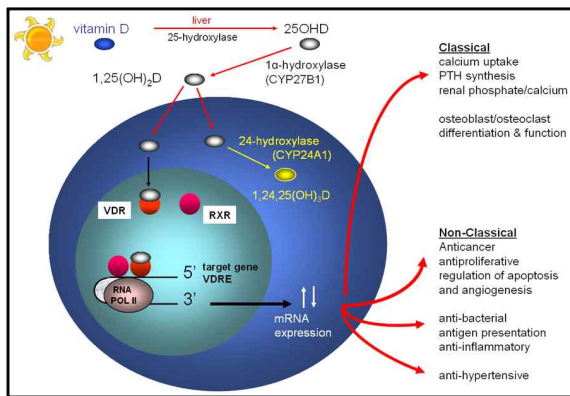 vitamin D
liver
25-hydroxylase
25OHD
1α-hydroxylase
(CYP27B1)
1,25(OH)₂D
24-hydroxylase
(CYP24A1)
1,24,25(OH)₃D
VDR
RXR
RNA
POL II
5’
target gene
VDRE
3’
mRNA
expression
Classical
calcium uptake
PTH synthesis
renal phosphate/calcium
osteoblast/osteoclast
differentiation & function
Non-Classical
Anticancer
antiproliferative
regulation of apoptosis
and angiogenesis
anti-bacterial
antigen presentation
anti-inflammatory
anti-hypertensive